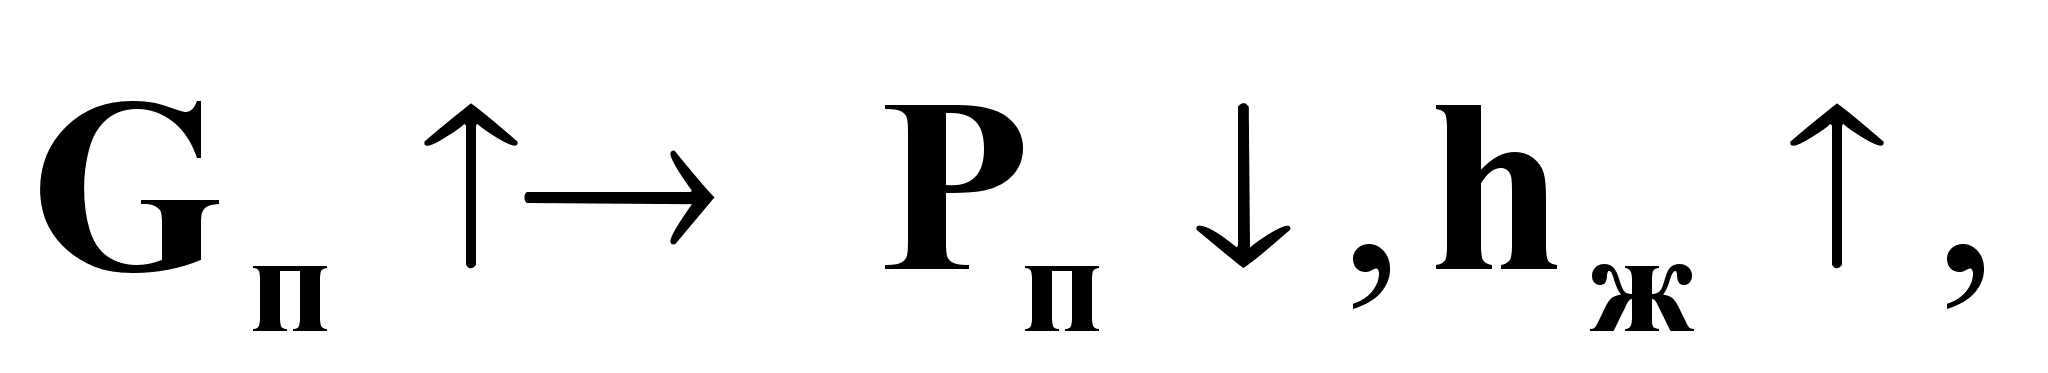 Gп ↑→ Pп ↓, hж ↑,